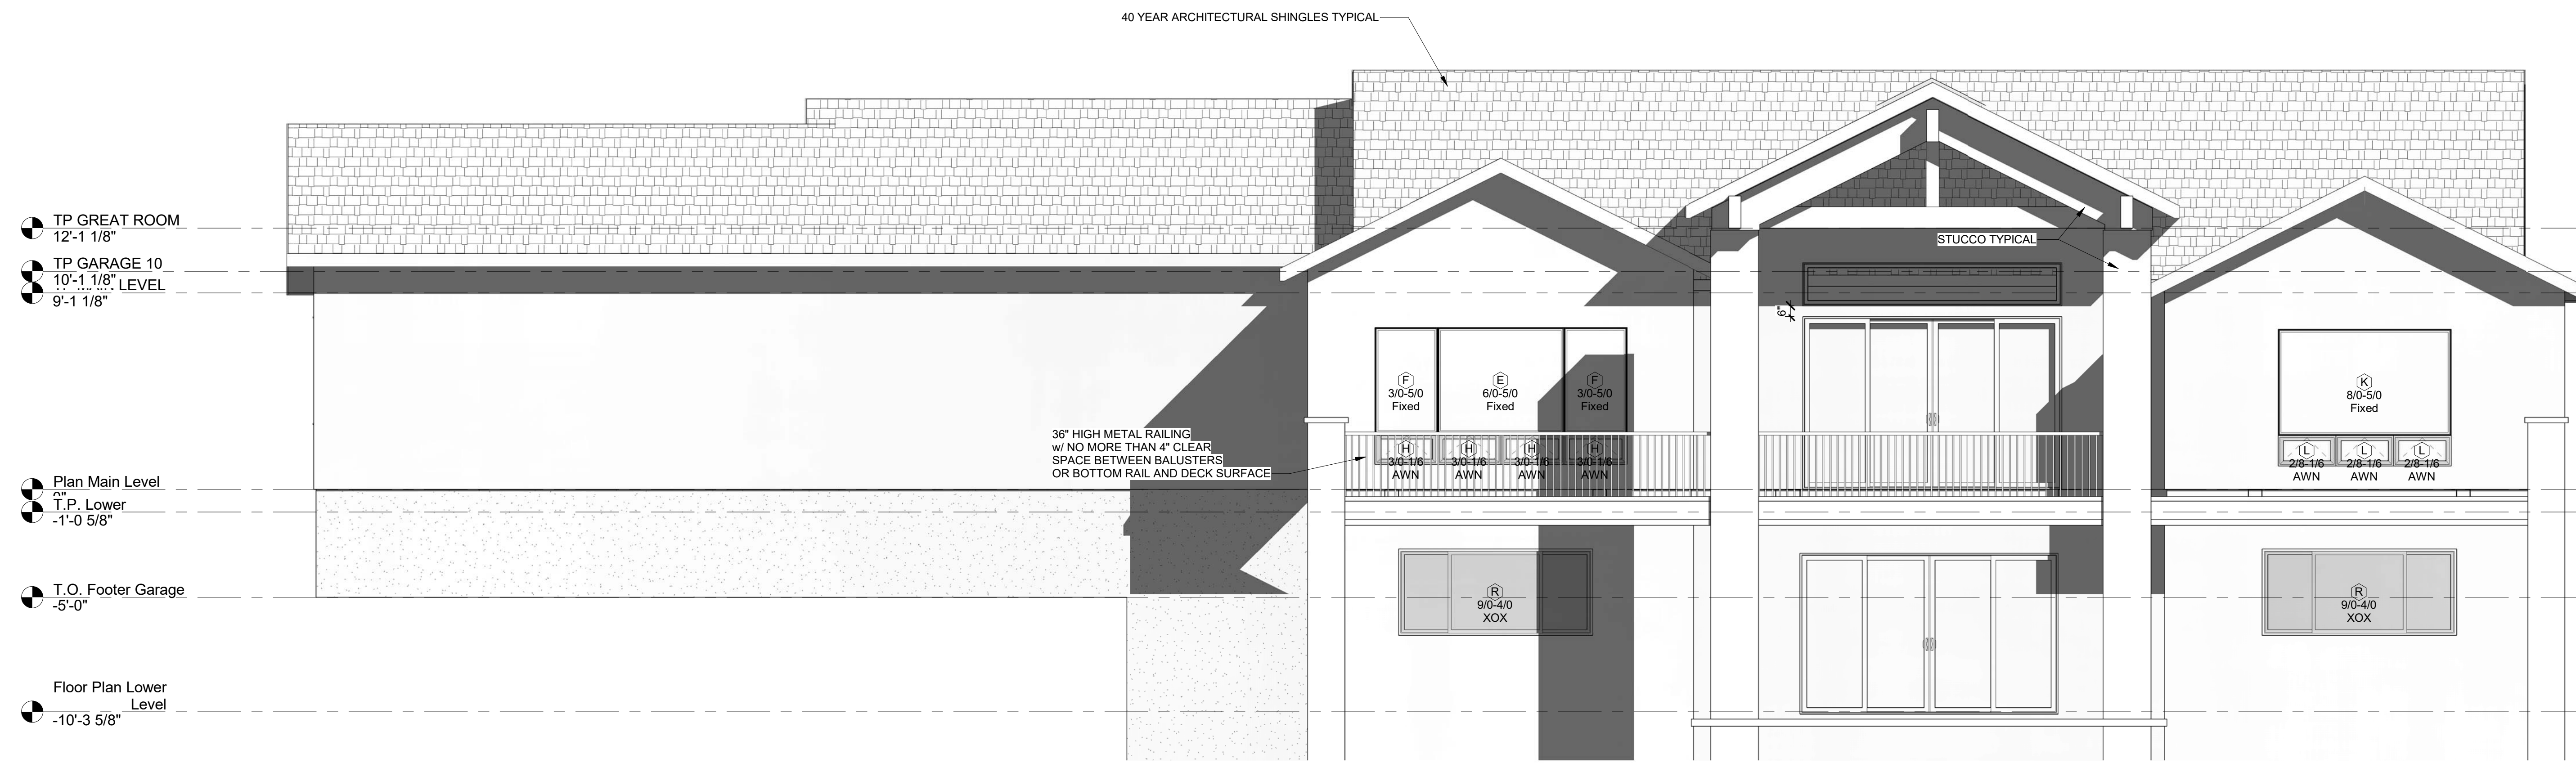 40 YEAR ARCHITECTURAL SHINGLES TYPICAL
TP GREAT ROOM
12'-1 1/8"
STUCCO TYPICAL
TP GARAGE 10
10'-1 1/8"
LEVEL
9'-1 1/8"
6"
F
3/0-5/0
Fixed
E
6/0-5/0
Fixed
F
3/0-5/0
Fixed
K
8/0-5/0
Fixed
36" HIGH METAL RAILING
w/ NO MORE THAN 4" CLEAR
SPACE BETWEEN BALUSTERS
OR BOTTOM RAIL AND DECK SURFACE
H
3/0-1/6
AWN
H
3/0-1/6
AWN
H
3/0-1/6
AWN
H
3/0-1/6
AWN
L
2/8-1/6
AWN
L
2/8-1/6
AWN
L
2/8-1/6
AWN
Plan Main Level
0"
T.P. Lower
-1'-0 5/8"
T.O. Footer Garage
-5'-0"
R
9/0-4/0
XOX
R
9/0-4/0
XOX
Floor Plan Lower
Level
-10'-3 5/8"